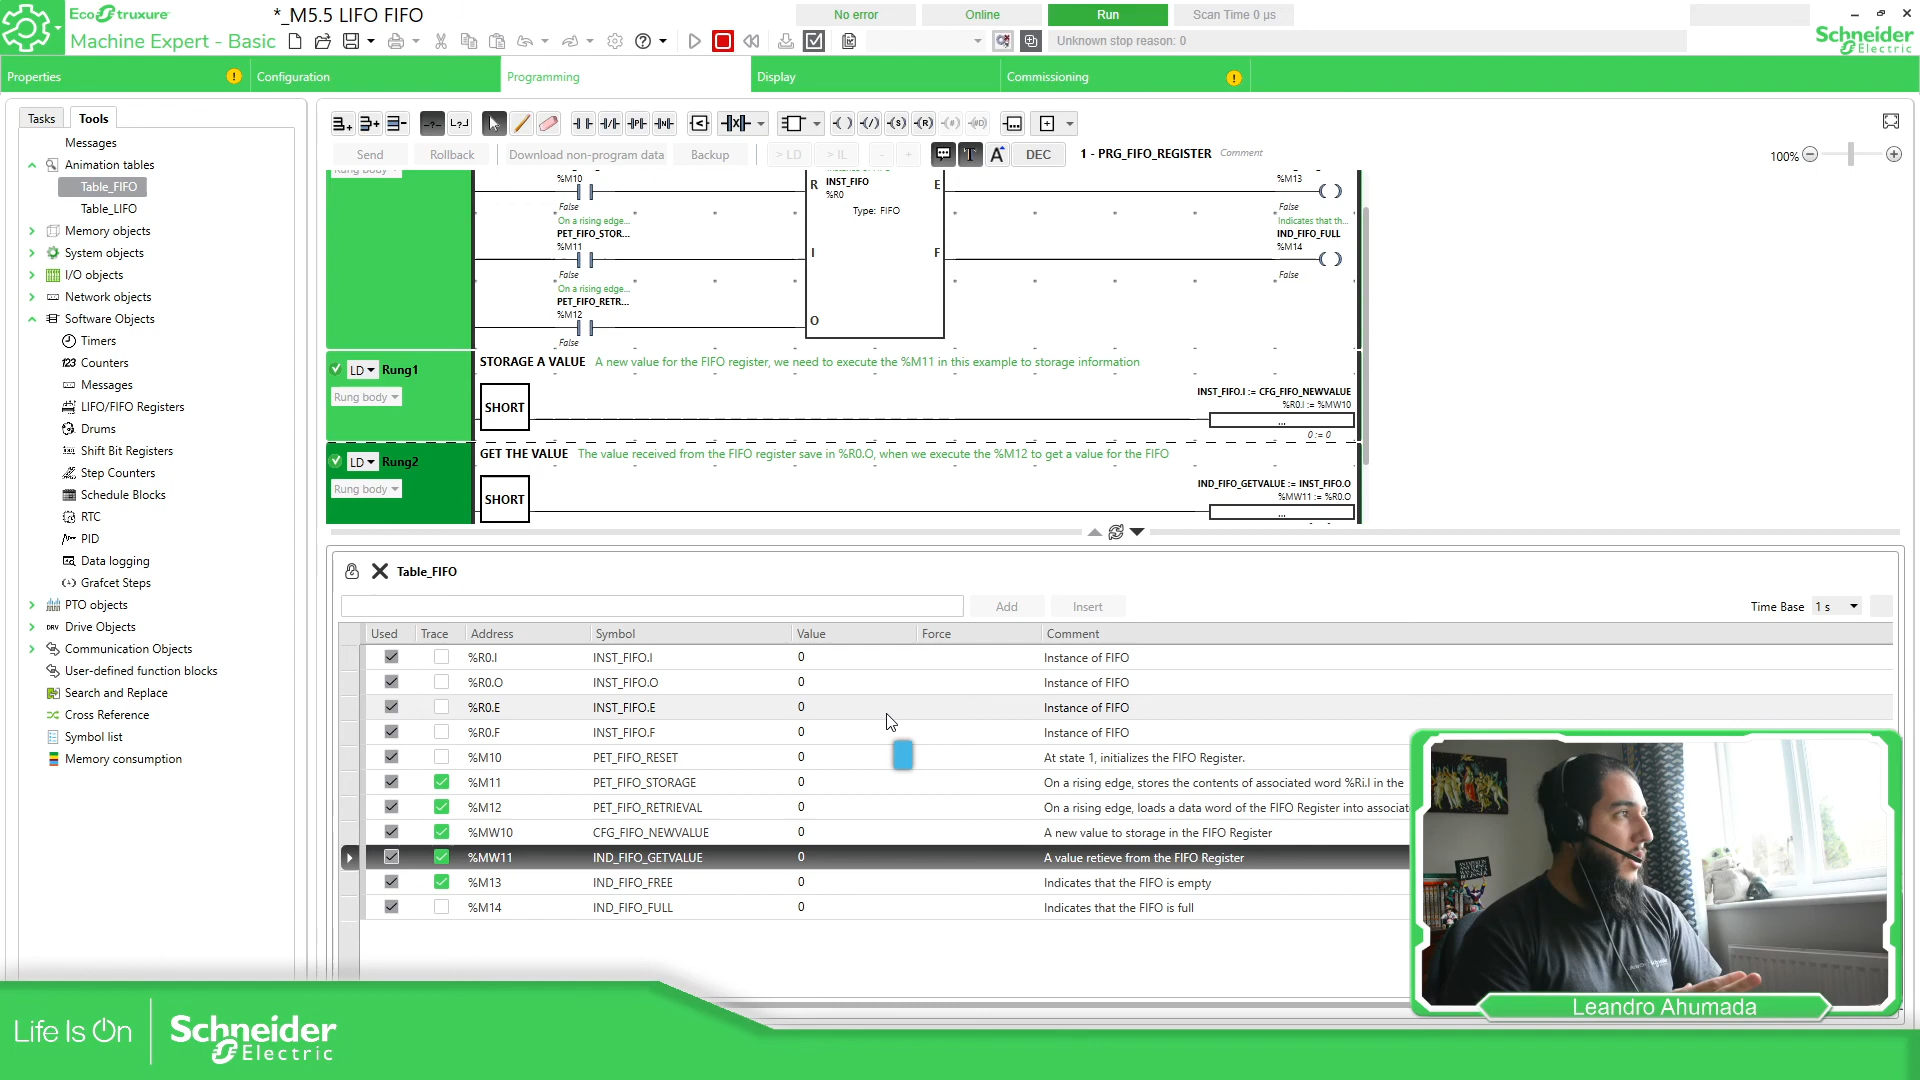 EcoStruxure
Machine Expert - Basic
*_M5.5 LIFO FIFO
No error
Online
Run
Scan Time 0 µs
Unknown stop reason: 0
Schneider
Electric
Properties
Configuration
Programming
Display
Commissioning
Tasks
Tools
Messages
Animation tables
Table_FIFO
Table_LIFO
Memory objects
System objects
I/O objects
Network objects
Software Objects
Timers
Counters
Messages
LIFO/FIFO Registers
Drums
Shift Bit Registers
Step Counters
Schedule Blocks
RTC
PID
Data logging
Grafcet Steps
PTO objects
Drive Objects
Communication Objects
User-defined function blocks
Search and Replace
Cross Reference
Symbol list
Memory consumption
Send
Rollback
Download non-program data
Backup
> LD
> IL
-
+
T
A
DEC
1 - PRG_FIFO_REGISTER
Comment
100%
Rung body
%M10
False
On a rising edge...
PET_FIFO_STOR...
%M11
False
On a rising edge...
PET_FIFO_RETR...
%M12
False
R
INST_FIFO
%R0
Type: FIFO
E
I
F
O
%M13
False
Indicates that th...
IND_FIFO_FULL
%M14
False
LD
Rung1
Rung body
STORAGE A VALUE A new value for the FIFO register, we need to execute the %M11 in this example to storage information
SHORT
INST_FIFO.I := CFG_FIFO_NEWVALUE
%R0.I := %MW10
...
0 := 0
LD
Rung2
Rung body
GET THE VALUE The value received from the FIFO register save in %R0.O, when we execute the %M12 to get a value for the FIFO
SHORT
IND_FIFO_GETVALUE := INST_FIFO.O
%MW11 := %R0.O
...
Table_FIFO
Add
Insert
Time Base 1 s
Used Trace Address Symbol Value Force Comment
%R0.I INST_FIFO.I 0 Instance of FIFO
%R0.O INST_FIFO.O 0 Instance of FIFO
%R0.E INST_FIFO.E 0 Instance of FIFO
%R0.F INST_FIFO.F 0 Instance of FIFO
%M10 PET_FIFO_RESET 0 At state 1, initializes the FIFO Register.
%M11 PET_FIFO_STORAGE 0 On a rising edge, stores the contents of associated word %Ri.I in the
%M12 PET_FIFO_RETRIEVAL 0 On a rising edge, loads a data word of the FIFO Register into associat
%MW10 CFG_FIFO_NEWVALUE 0 A new value to storage in the FIFO Register
%MW11 IND_FIFO_GETVALUE 0 A value retieve from the FIFO Register
%M13 IND_FIFO_FREE 0 Indicates that the FIFO is empty
%M14 IND_FIFO_FULL 0 Indicates that the FIFO is full
Leandro Ahumada
Life Is On
Schneider
Electric